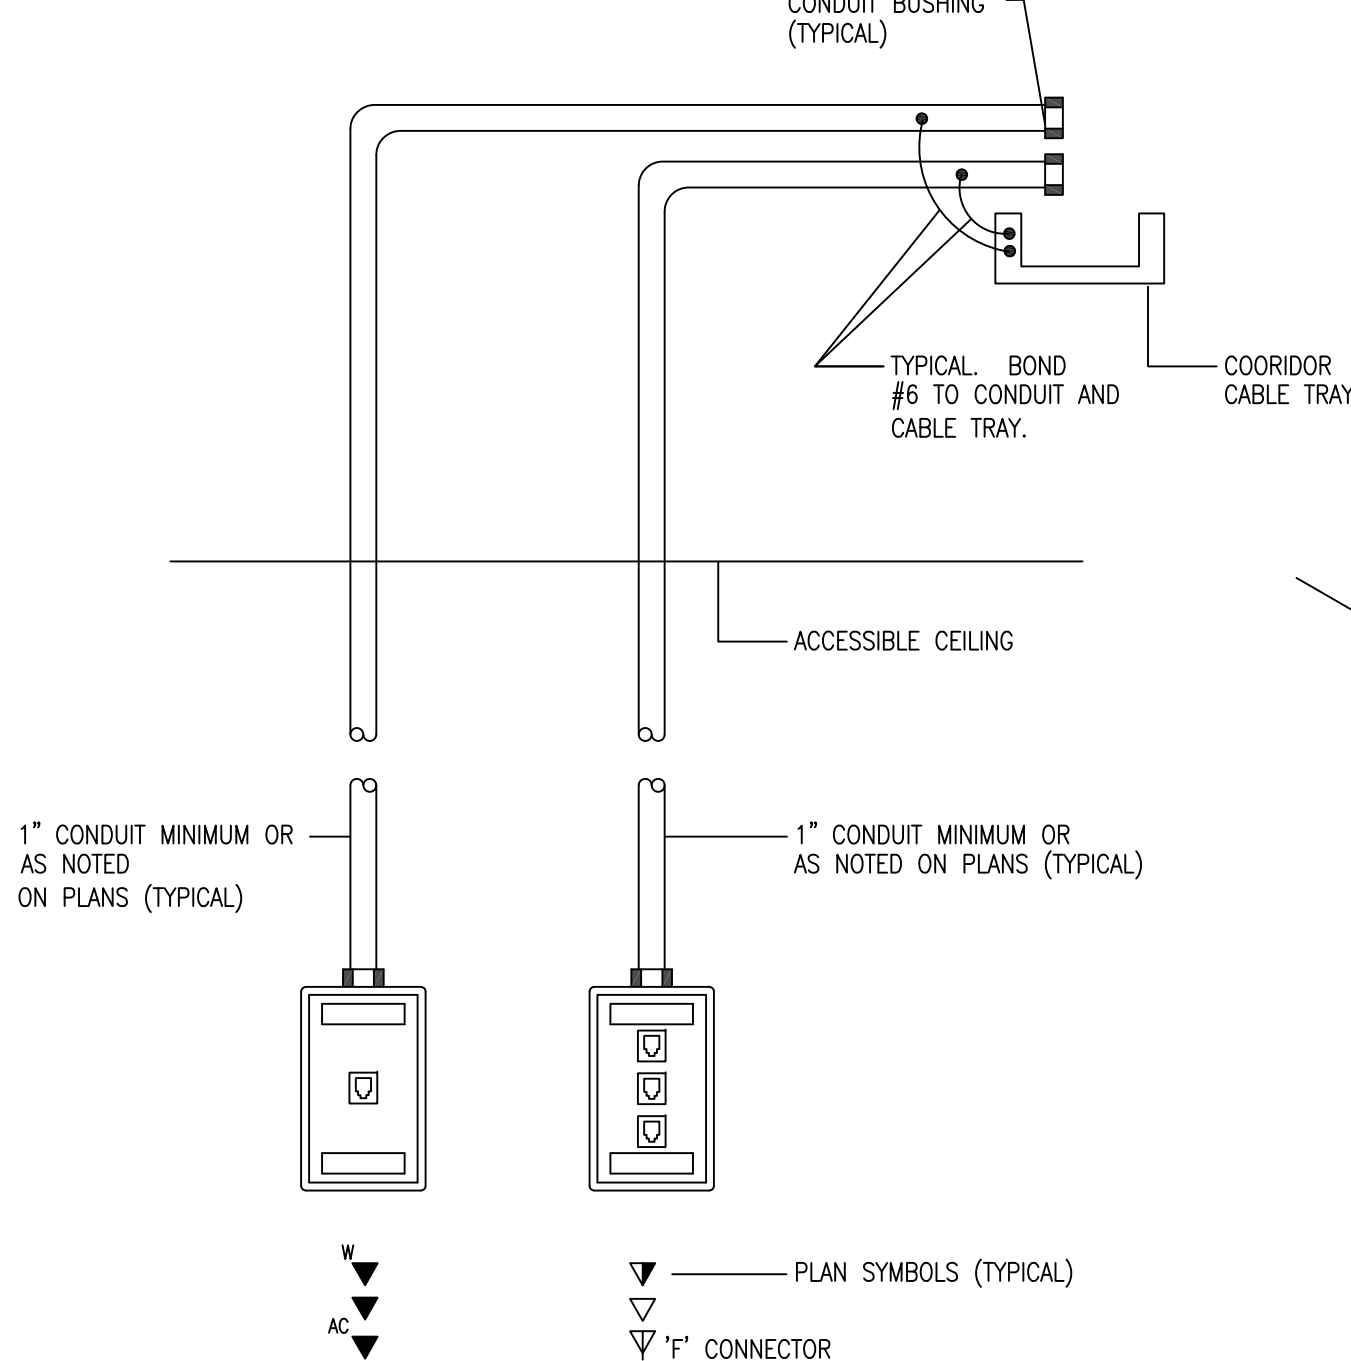 CONDUIT BUSHING
(TYPICAL)
TYPICAL. BOND
#6 TO CONDUIT AND
CABLE TRAY.
COORIDOR
CABLE TRAY
ACCESSIBLE CEILING
1" CONDUIT MINIMUM OR
AS NOTED
ON PLANS (TYPICAL)
1" CONDUIT MINIMUM OR
AS NOTED ON PLANS (TYPICAL)
W
PLAN SYMBOLS (TYPICAL)
AC
'F' CONNECTOR